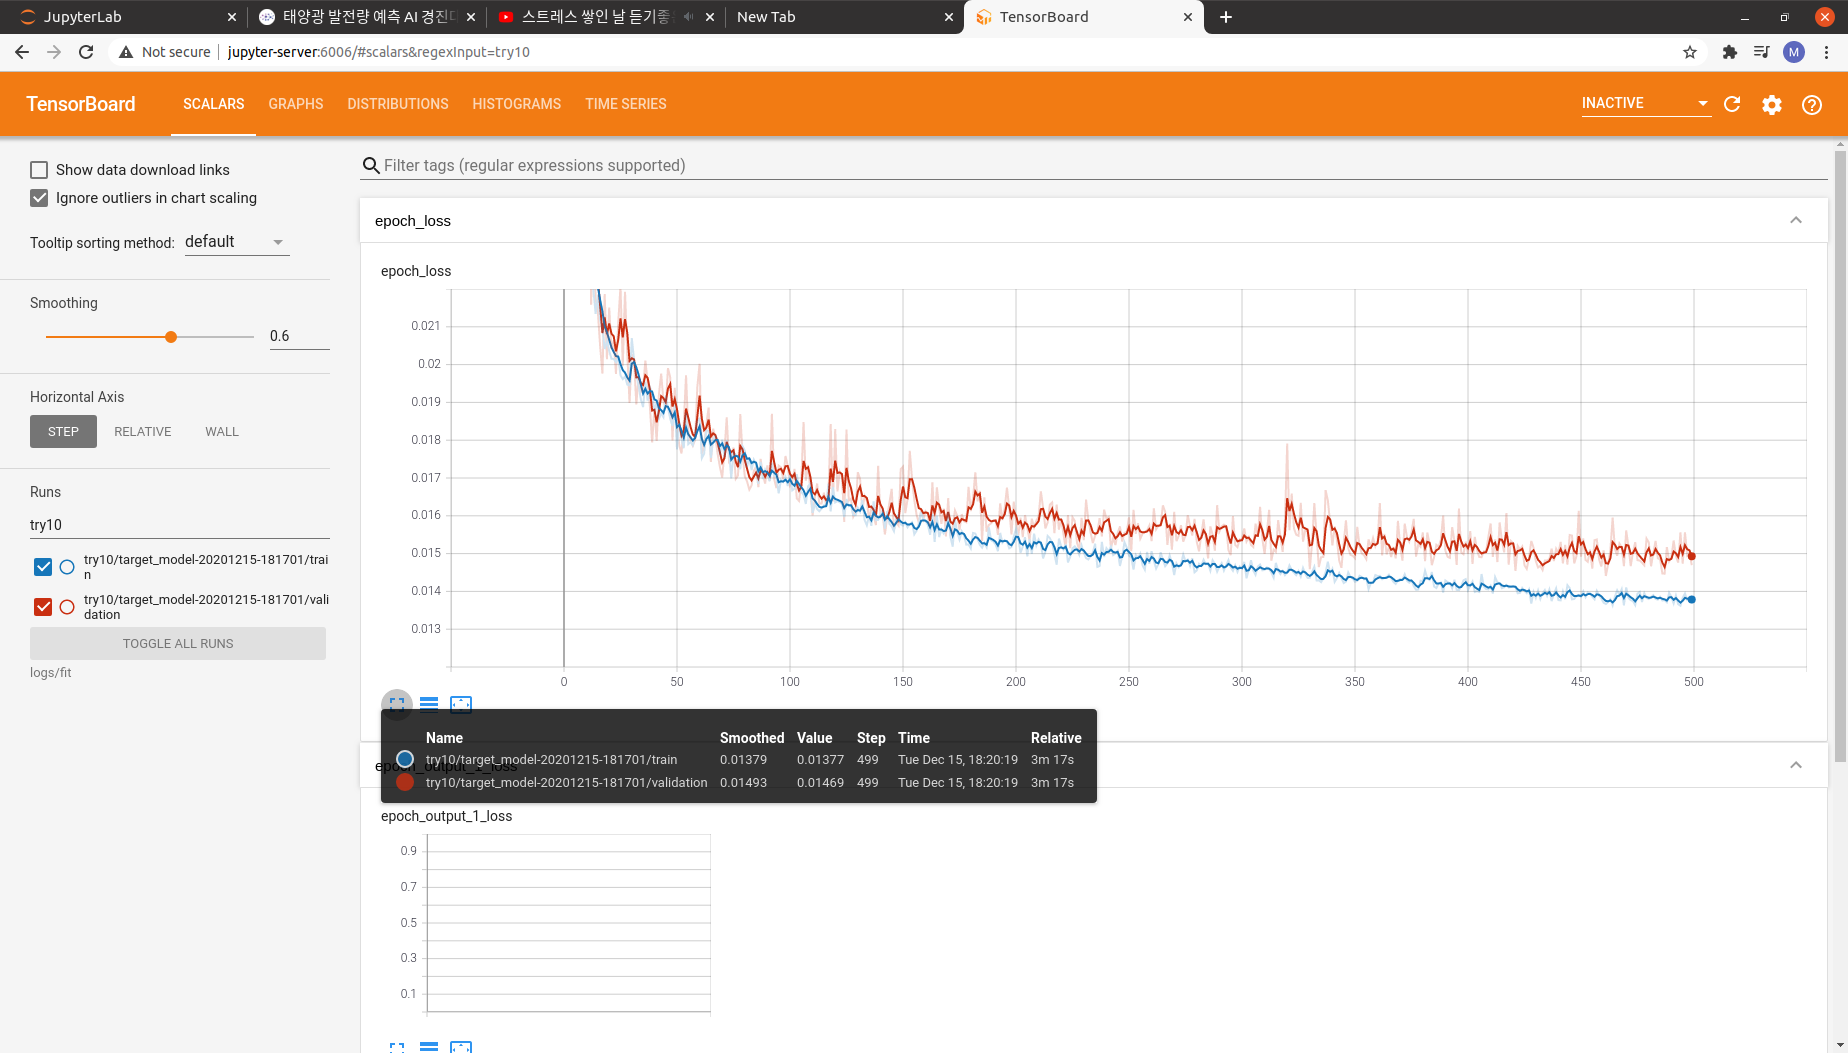 JupyterLab
태양광 발전량 예측 AI 경진대
스트레스 쌓인 날 듣기좋
New Tab
TensorBoard
Not secure
jupyter-server:6006/#scalars&regexInput=try10
M
TensorBoard
SCALARS
GRAPHS
DISTRIBUTIONS
HISTOGRAMS
TIME SERIES
INACTIVE
Show data download links
Ignore outliers in chart scaling
Tooltip sorting method: default
Smoothing
0.6
Horizontal Axis
STEP RELATIVE WALL
Runs
try10
try10/target_model-20201215-181701/trai
n
try10/target_model-20201215-181701/vali
dation
TOGGLE ALL RUNS
logs/fit
Filter tags (regular expressions supported)
epoch_loss
epoch_loss
0.021
0.02
0.019
0.018
0.017
0.016
0.015
0.014
0.013
0 50 100 150 200 250 300 350 400 450 500
Name Smoothed Value Step Time Relative
try10/target_model-20201215-181701/train 0.01379 0.01377 499 Tue Dec 15, 18:20:19 3m 17s
try10/target_model-20201215-181701/validation 0.01493 0.01469 499 Tue Dec 15, 18:20:19 3m 17s
epoch_output_1_loss
epoch_output_1_loss
0.9
0.7
0.5
0.3
0.1